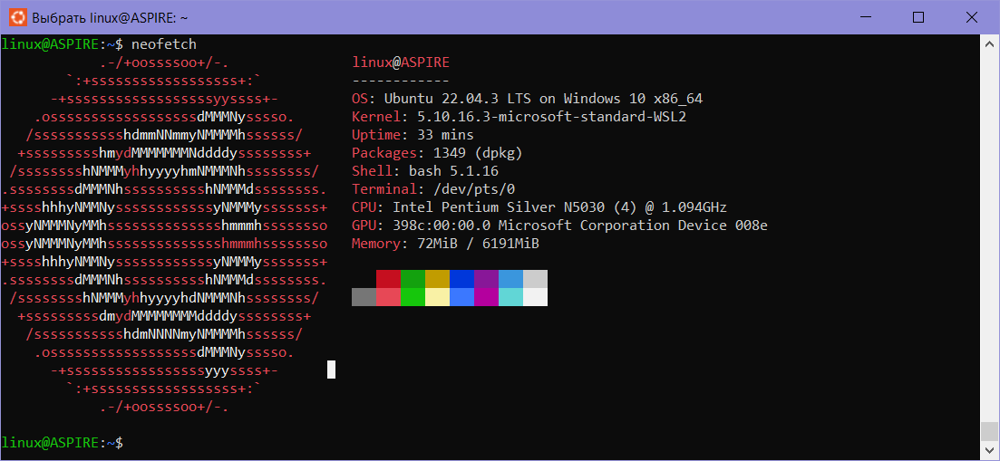 Выбрать linux@ASPIRE: ~
linux@ASPIRE:~$ neofetch
.-/+oossssoo+/-.
linux@ASPIRE
`:+ssssssssssssssssss+:`
------------
-+ssssssssssssssssssyyssss+-
OS: Ubuntu 22.04.3 LTS on Windows 10 x86_64
.ossssssssssssssssssdMMMNysssso.
Kernel: 5.10.16.3-microsoft-standard-WSL2
/ssssssssssshdmmNNmmyNMMMMhssssss/
Uptime: 33 mins
+ssssssssshmydMMMMMMMNddddyssssssss+
Packages: 1349 (dpkg)
/sssssssshNMMMyhhyyyyhmNMMMNhssssssss/
Shell: bash 5.1.16
.ssssssssdMMMNhsssssssssshNMMMdssssssss.
Terminal: /dev/pts/0
+sssshhhyNMMNyssssssssssssyNMMMysssssss+
CPU: Intel Pentium Silver N5030 (4) @ 1.094GHz
ossyNMMMNyMMhsssssssssssssshmmmhssssssso
GPU: 398c:00:00.0 Microsoft Corporation Device 008e
ossyNMMMNyMMhsssssssssssssshmmmhssssssso
Memory: 72MiB / 6191MiB
+sssshhhyNMMNyssssssssssssyNMMMysssssss+
.ssssssssdMMMNhsssssssssshNMMMdssssssss.
/sssssssshNMMMyhhyyyyhdNMMMNhssssssss/
+sssssssssdmydMMMMMMMMddddyssssssss+
/ssssssssssshdmNNNNmyNMMMMhssssss/
.ossssssssssssssssssdMMMNysssso.
-+sssssssssssssssssyyyssss+-
`:+ssssssssssssssssss+:`
.-/+oossssoo+/-.
linux@ASPIRE:~$